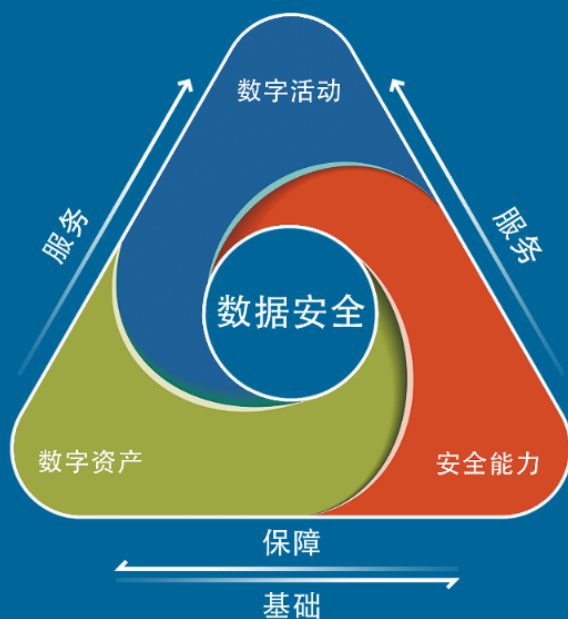 数字活动
服务
服务
数据安全
数字资产
安全能力
保障
基础